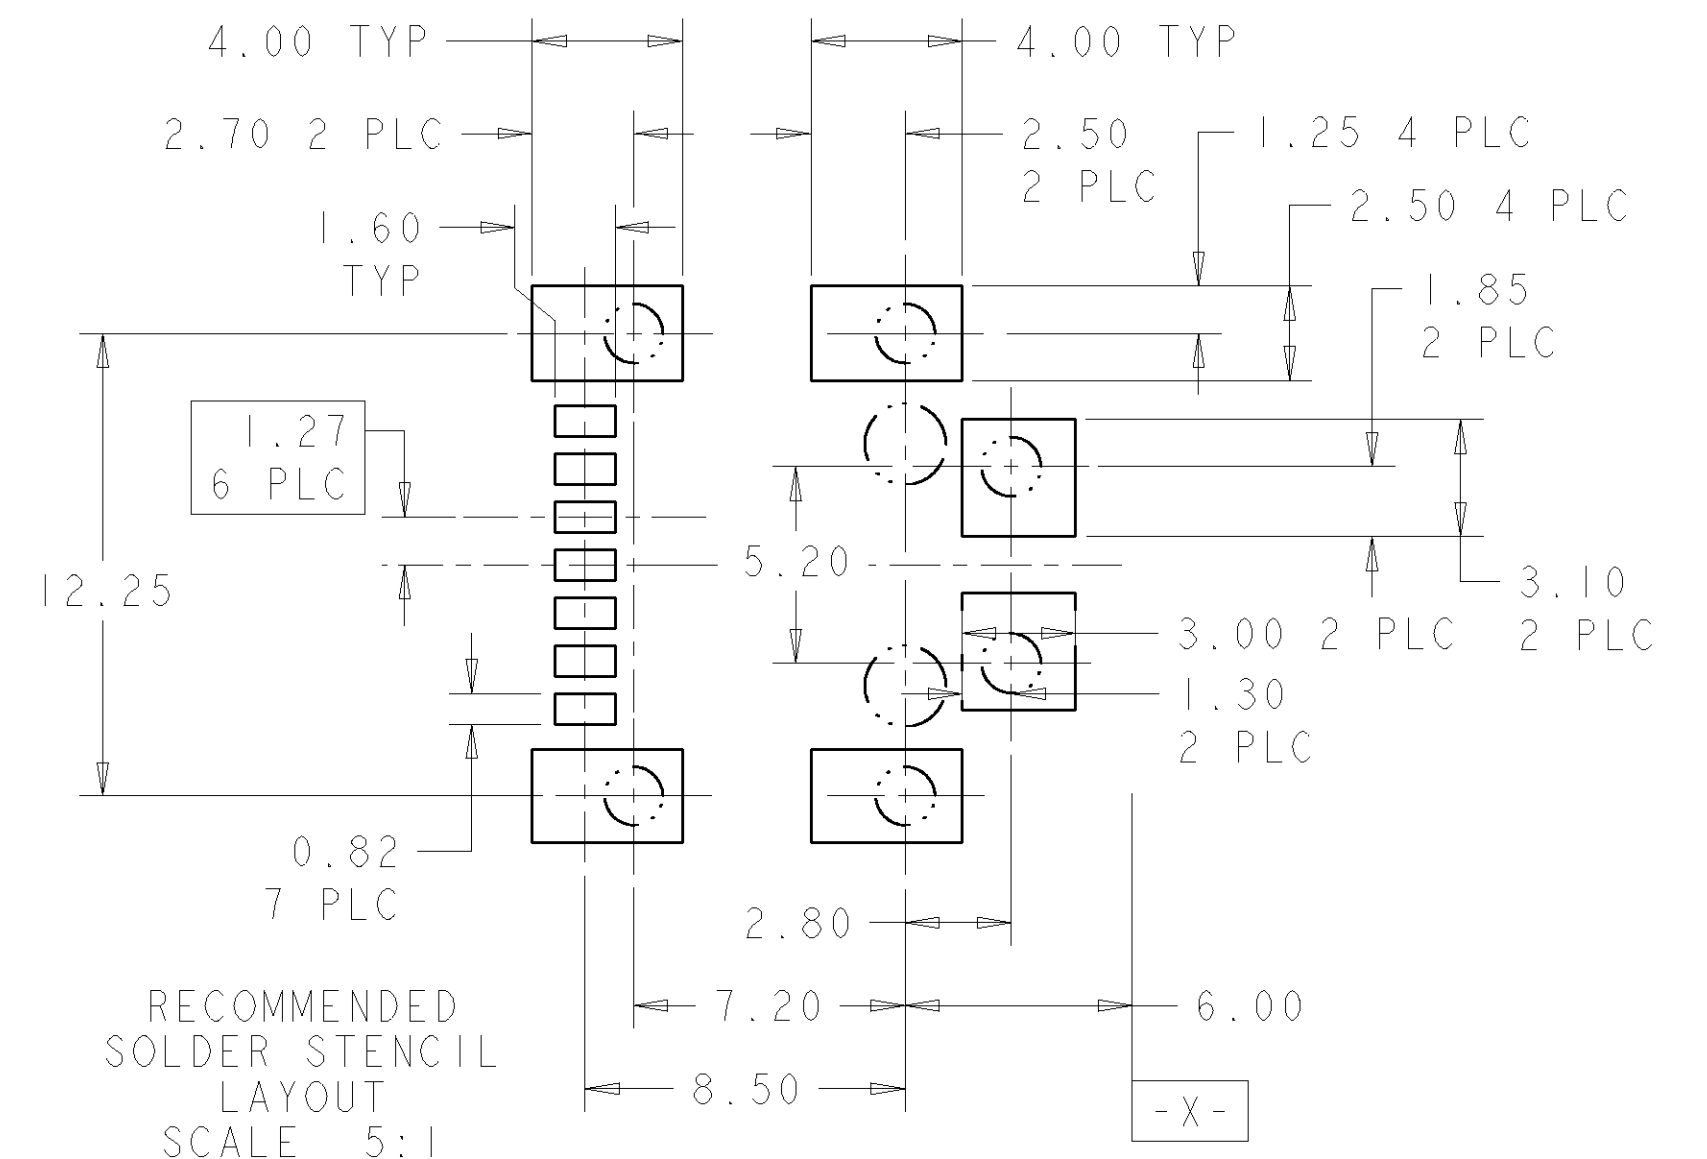 4.00 TYP
4.00 TYP
2.70 2 PLC
2.50
2 PLC
1.25 4 PLC
2.50 4 PLC
1.60
TYP
1.85
2 PLC
1.27
6 PLC
12.25
5.20
3.10
2 PLC
3.00 2 PLC
1.30
2 PLC
0.82
7 PLC
2.80
7.20
6.00
8.50
-X-
RECOMMENDED
SOLDER STENCIL
LAYOUT
SCALE 5:1